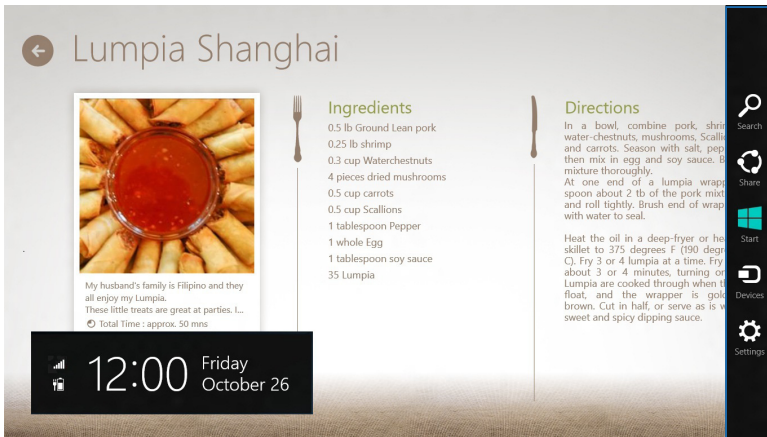 Lumpia Shanghai
My husband's family is Filipino and they
all enjoy my Lumpia.
These little treats are great at parties. I...
Total Time : approx. 50 mns
Ingredients
0.5 lb Ground Lean pork
0.25 lb shrimp
0.3 cup Waterchestnuts
4 pieces dried mushrooms
0.5 cup carrots
0.5 cup Scallions
1 tablespoon Pepper
1 whole Egg
1 tablespoon soy sauce
35 Lumpia
Directions
In a bowl, combine pork,
water-chestnuts, mushrooms,
and carrots. Season with salt,
then mix in egg and soy sauce.
mixture thoroughly.
At one end of a lumpia
spoon about 2 tb of the pork
and roll tightly. Brush end of
with water to seal.
Heat the oil in a deep-fryer or
skillet to 375 degrees F (190
C). Fry 3 or 4 lumpia at a time. Fry
about 3 or 4 minutes, turning
Lumpia are cooked through when
float, and the wrapper is
brown. Cut in half, or serve as is
sweet and spicy dipping sauce.
Search
Share
Start
Devices
Settings
12:00
Friday
October 26